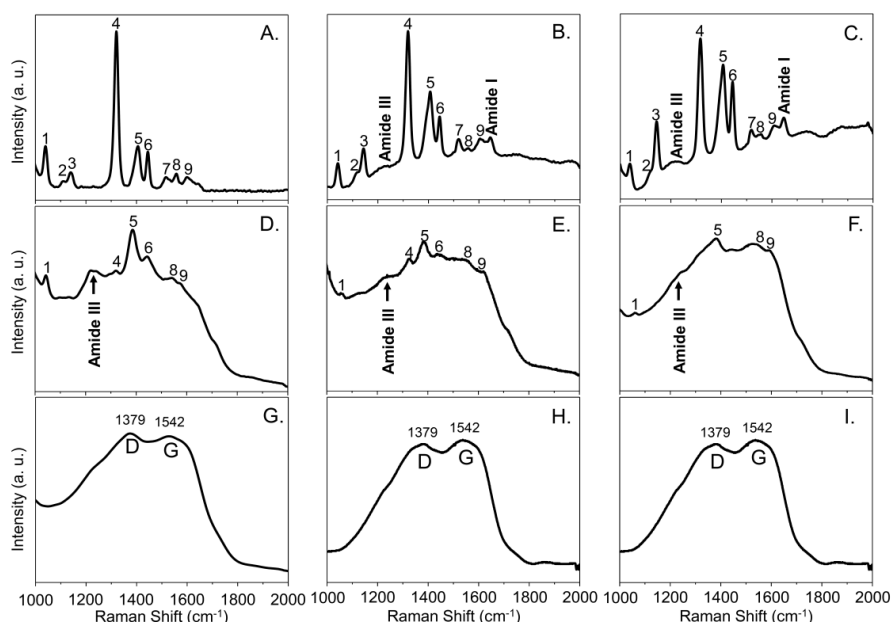 A.
Intensity (a. u.)
1
2
3
4
5
6
7
8
9
B.
1
2
3
Amide III
4
5
6
7
8
9
Amide I
C.
1
2
3
Amide III
4
5
6
7
8
9
Amide I
D.
Intensity (a. u.)
1
Amide III
4
5
6
8
9
E.
1
Amide III
4
5
6
8
9
F.
1
Amide III
5
8
9
G.
Intensity (a. u.)
1379
D
1542
G
1000 1200 1400 1600 1800 2000
Raman Shift (cm-1)
H.
1379
D
1542
G
1000 1200 1400 1600 1800 2000
Raman Shift (cm-1)
I.
1379
D
1542
G
1000 1200 1400 1600 1800 2000
Raman Shift (cm-1)